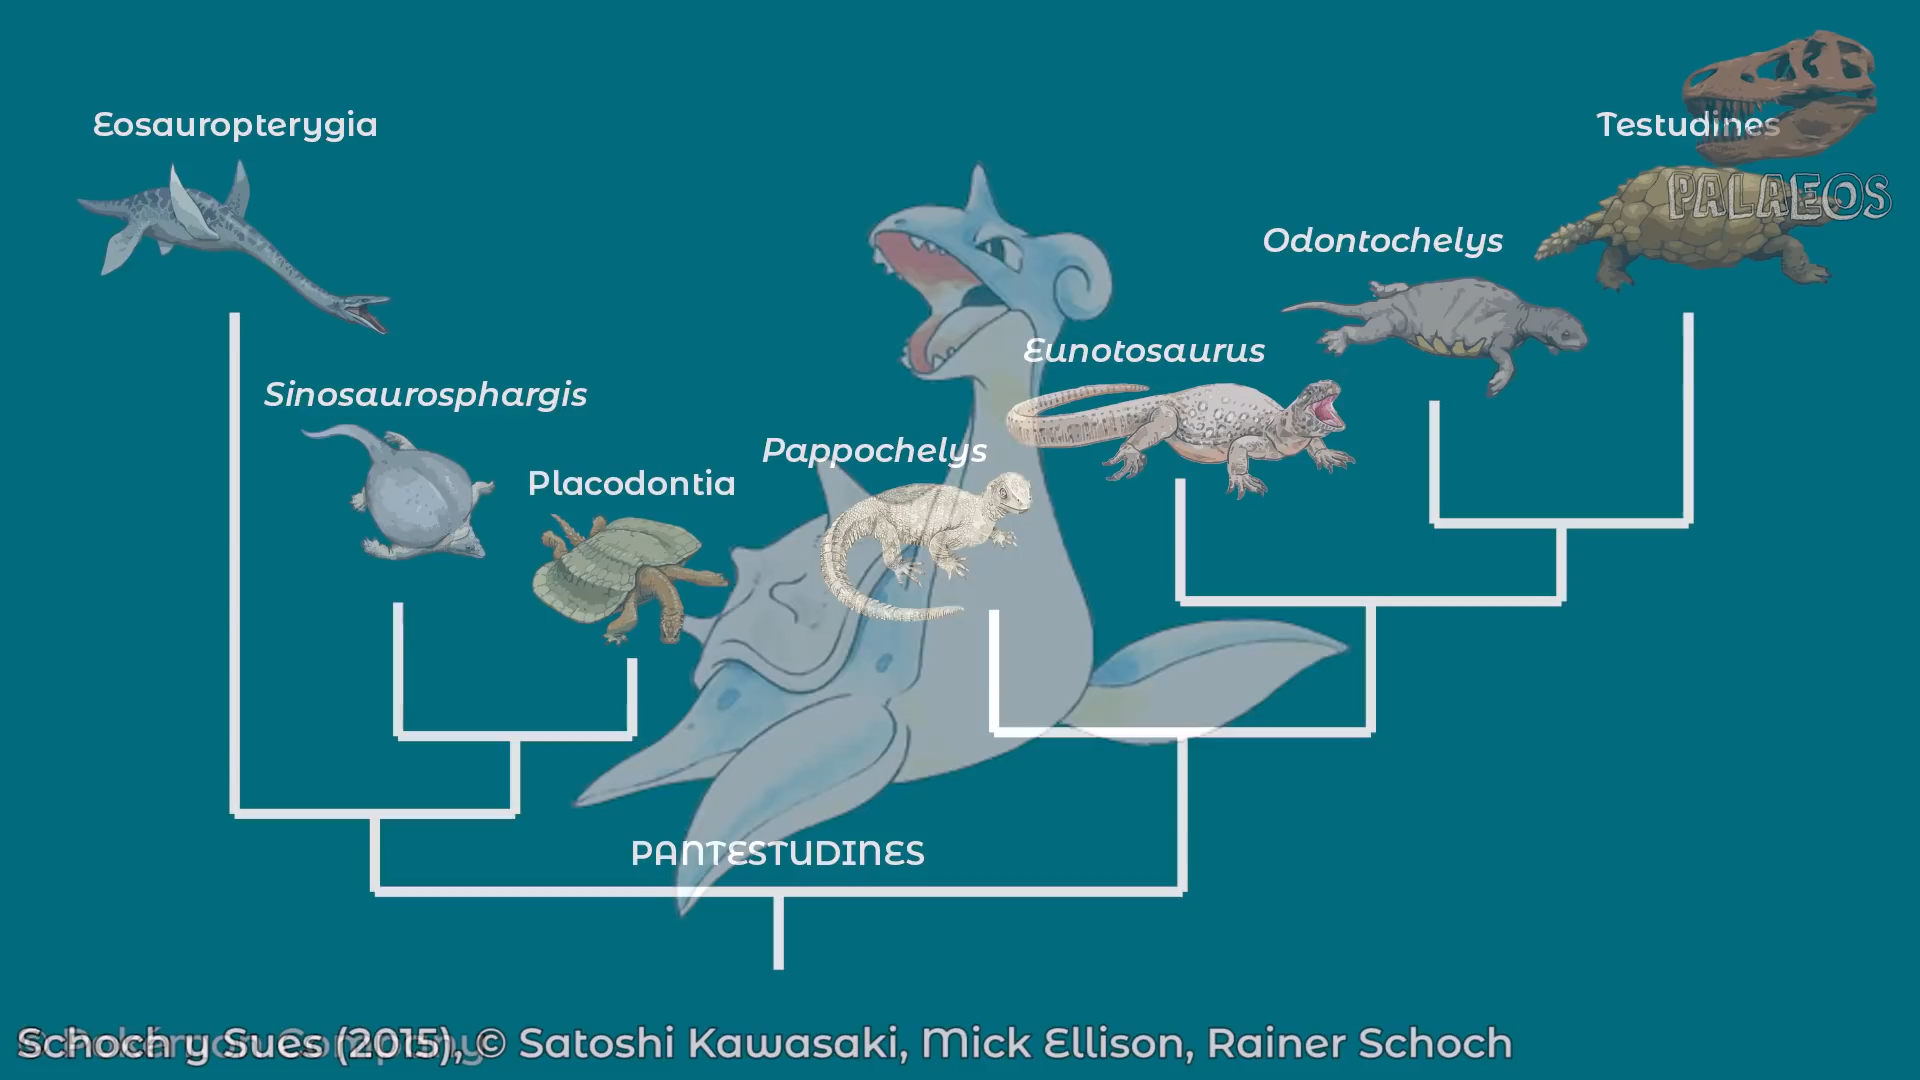 Eosauropterygia
Testudines
PALAEOS
Odontochelys
Eunotosaurus
Sinosaurosphargis
Pappochelys
Placodontia
PANTESTUDINES
Schoch y Sues (2015), © Satoshi Kawasaki, Mick Ellison, Rainer Schoch